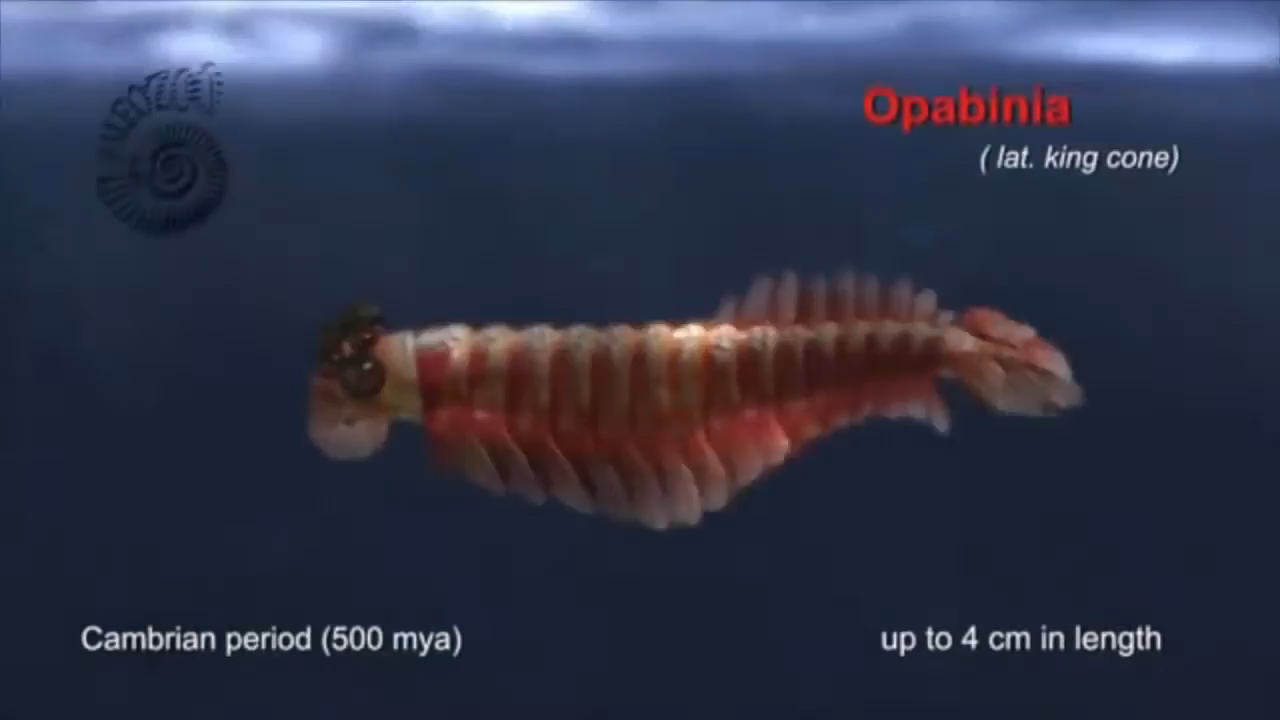 Opabinia
( lat. king cone)
Cambrian period (500 mya)
up to 4 cm in length